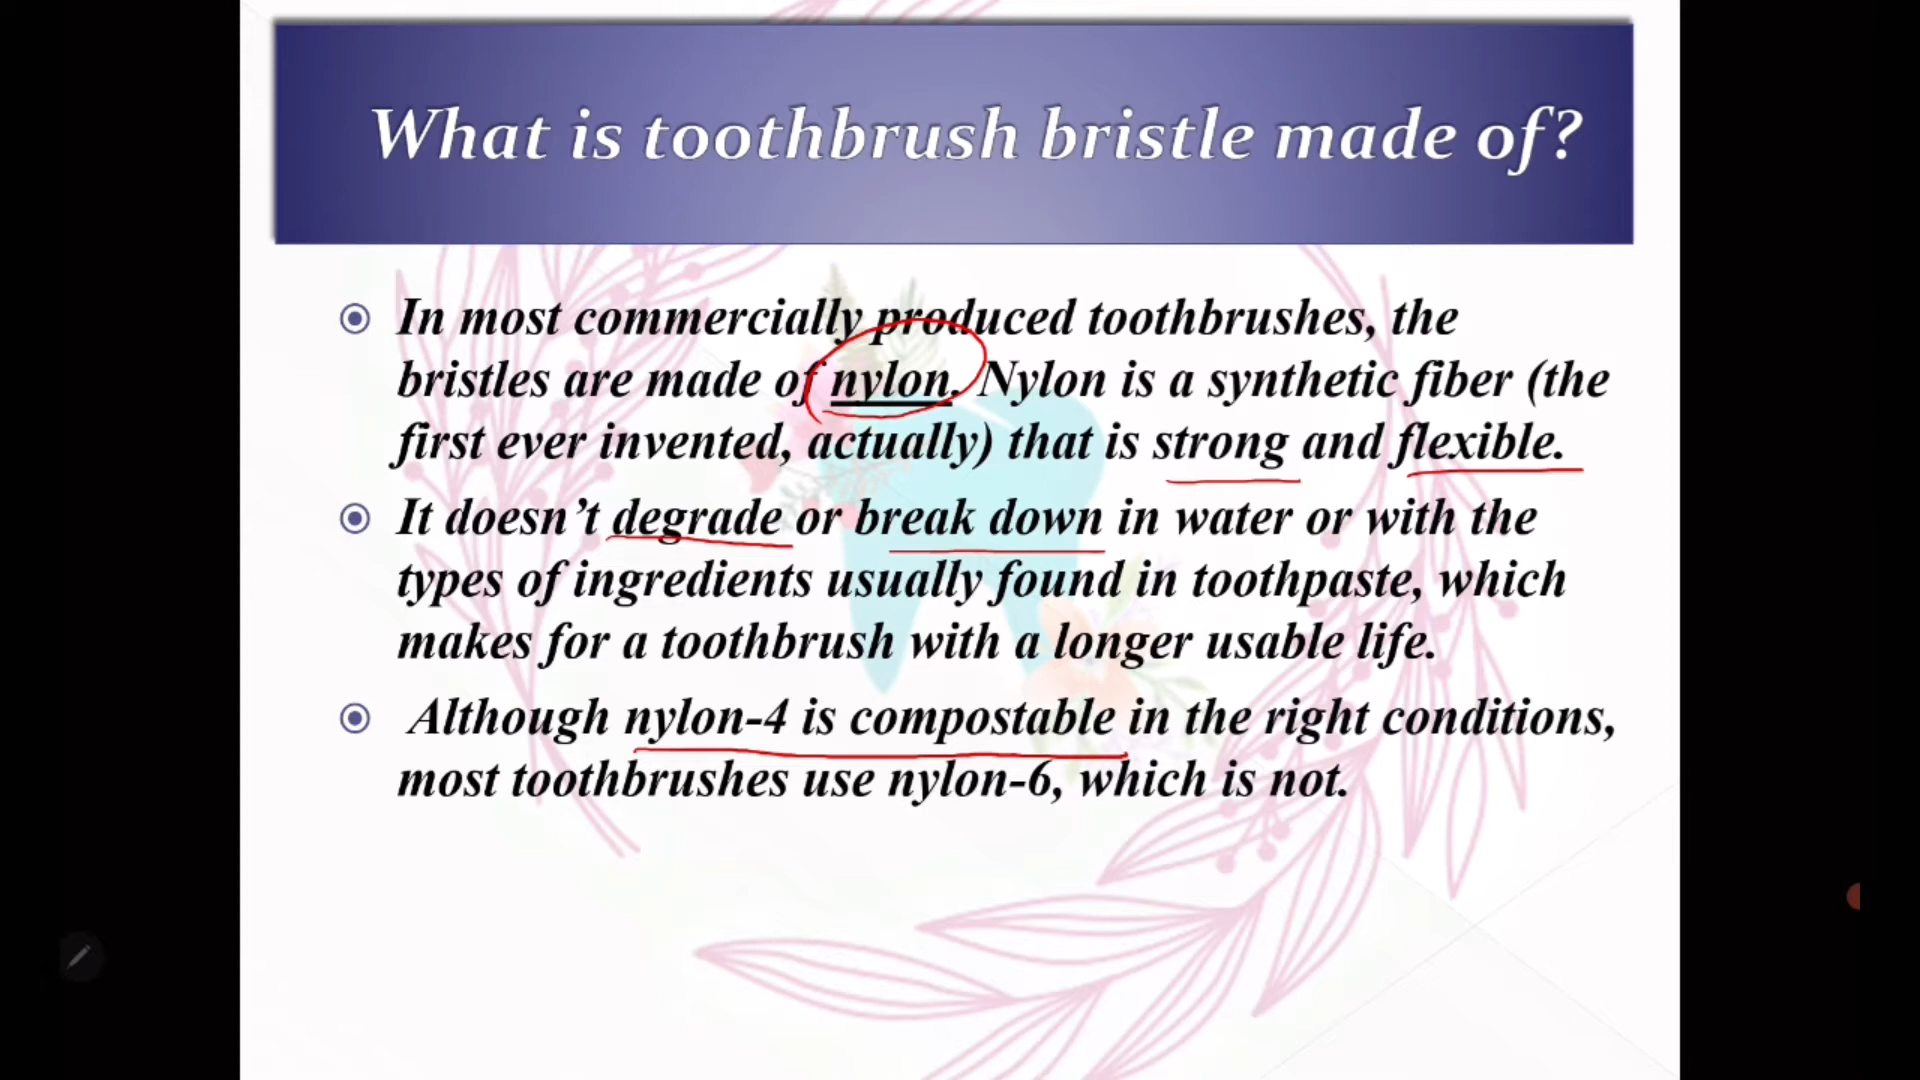 What is toothbrush bristle made of?
In most commercially produced toothbrushes, the
bristles are made of nylon. Nylon is a synthetic fiber (the
first ever invented, actually) that is strong and flexible.
It doesn’t degrade or break down in water or with the
types of ingredients usually found in toothpaste, which
makes for a toothbrush with a longer usable life.
Although nylon-4 is compostable in the right conditions,
most toothbrushes use nylon-6, which is not.